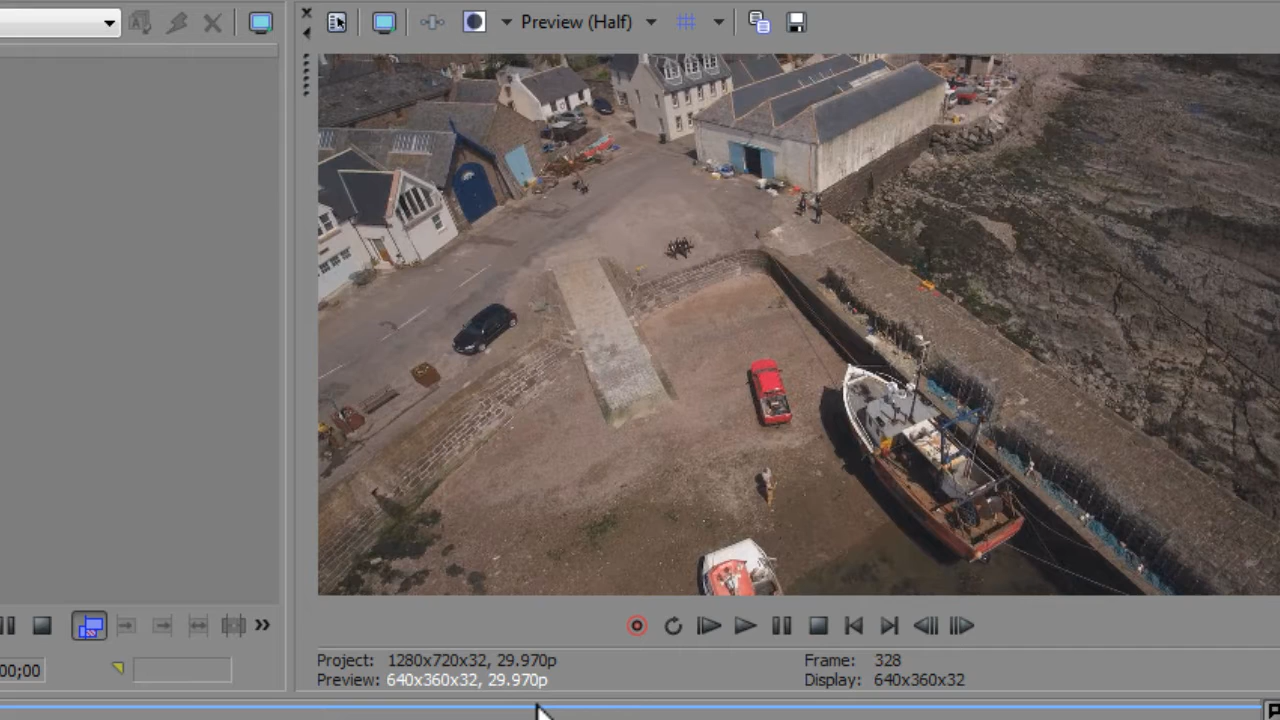 Preview (Half)
00;00
Project: 1280x720x32, 29.970p
Preview: 640x360x32, 29.970p
Frame: 328
Display: 640x360x32